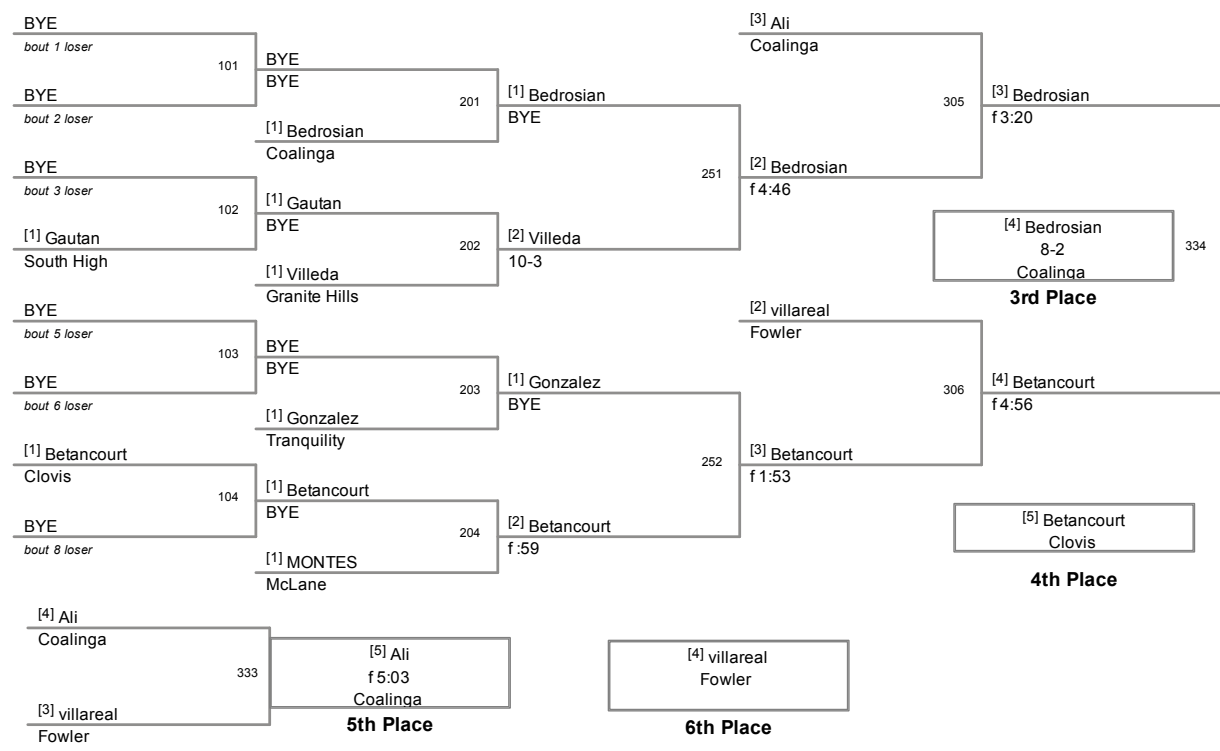 BYE
bout 1 loser
101
BYE
bout 2 loser
BYE
BYE
201
[1] Bedrosian
Coalinga
BYE
bout 3 loser
102
[1] Gautan
South High
[1] Gautan
BYE
202
[1] Villeda
Granite Hills
[1] Bedrosian
BYE
251
[2] Villeda
10-3
BYE
bout 5 loser
103
BYE
bout 6 loser
BYE
BYE
203
[1] Gonzalez
Tranquility
[1] Betancourt
Clovis
104
BYE
bout 8 loser
[1] Betancourt
BYE
204
[1] MONTES
McLane
[1] Gonzalez
BYE
252
[2] Betancourt
f :59
[3] Ali
Coalinga
305
[2] Bedrosian
f 4:46
[3] Bedrosian
f 3:20
[4] Bedrosian
8-2
Coalinga
334
3rd Place
[2] villareal
Fowler
306
[3] Betancourt
f 1:53
[4] Betancourt
f 4:56
[5] Betancourt
Clovis
4th Place
[4] Ali
Coalinga
333
[3] villareal
Fowler
[5] Ali
f 5:03
Coalinga
5th Place
[4] villareal
Fowler
6th Place